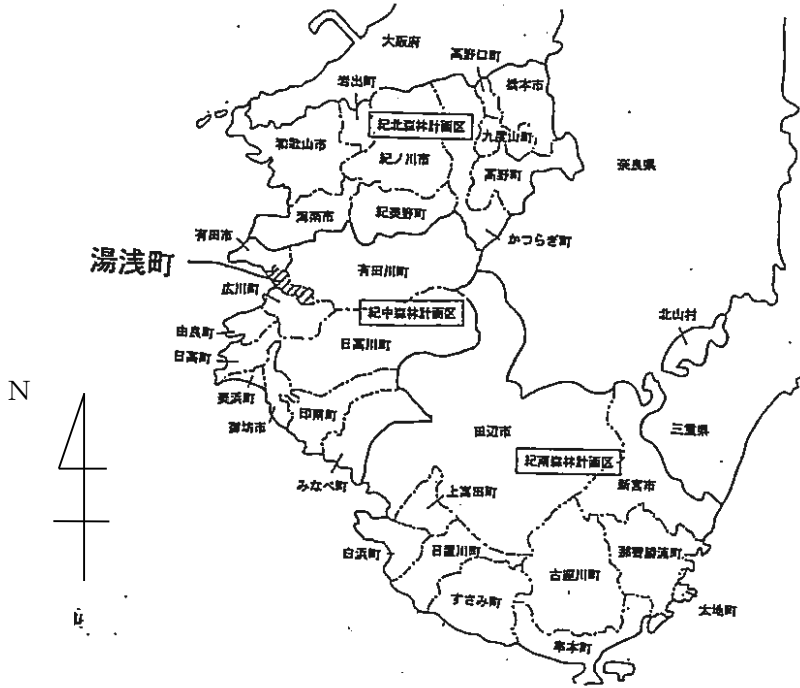 大阪府
高野口町
岩出町
橋本市
紀北森林計画区
九度山町
和歌山市
紀ノ川市
奈良県
高野町
海南市
紀美野町
有田市
かつらぎ町
湯浅町
有田川町
広川町
紀中森林計画区
北山村
由良町
日高川町
日高町
N
美浜町
印南町
御坊市
田辺市
三重県
紀南森林計画区
みなべ町
上富田町
新宮市
白浜町
日置川町
那智勝浦町
古座川町
すさみ町
太地町
串本町